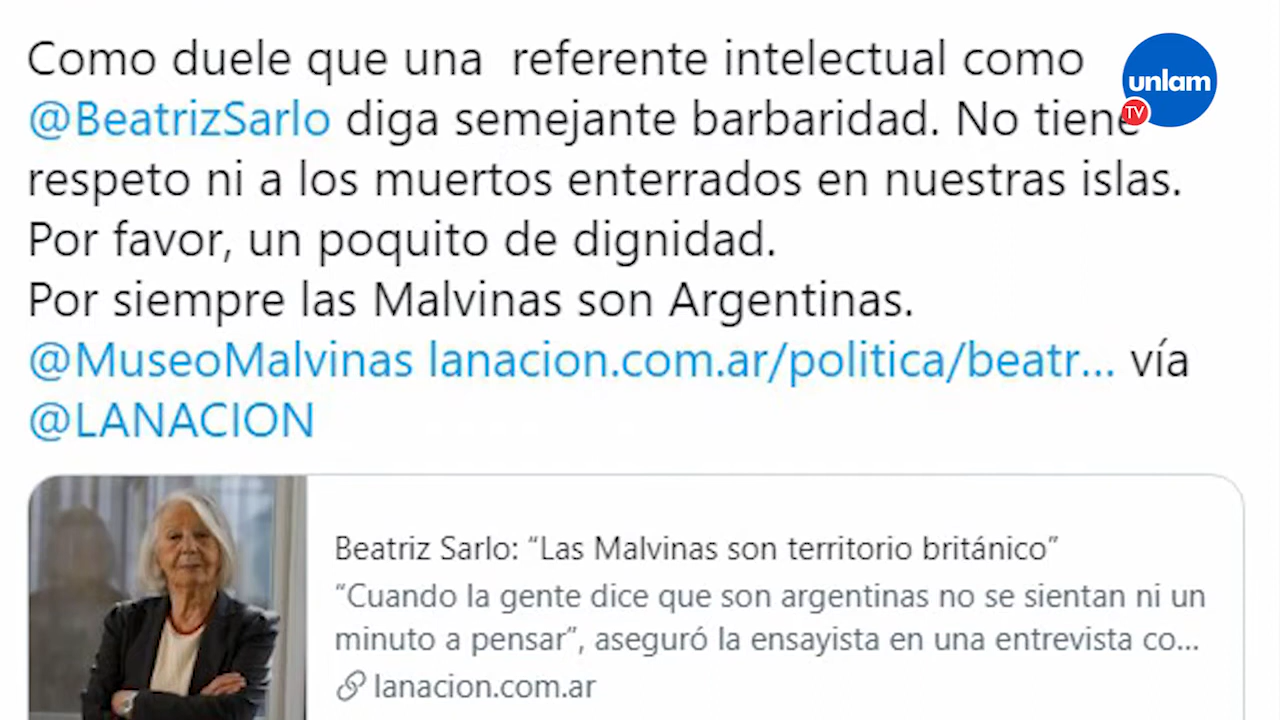 Como duele que una referente intelectual como
@BeatrizSarlo diga semejante barbaridad. No tiene
respeto ni a los muertos enterrados en nuestras islas.
Por favor, un poquito de dignidad.
Por siempre las Malvinas son Argentinas.
@MuseoMalvinas lanacion.com.ar/politica/beatr... vía
@LANACION
unlam
TV
Beatriz Sarlo: “Las Malvinas son territorio británico”
“Cuando la gente dice que son argentinas no se sientan ni un
minuto a pensar”, aseguró la ensayista en una entrevista co...
lanacion.com.ar